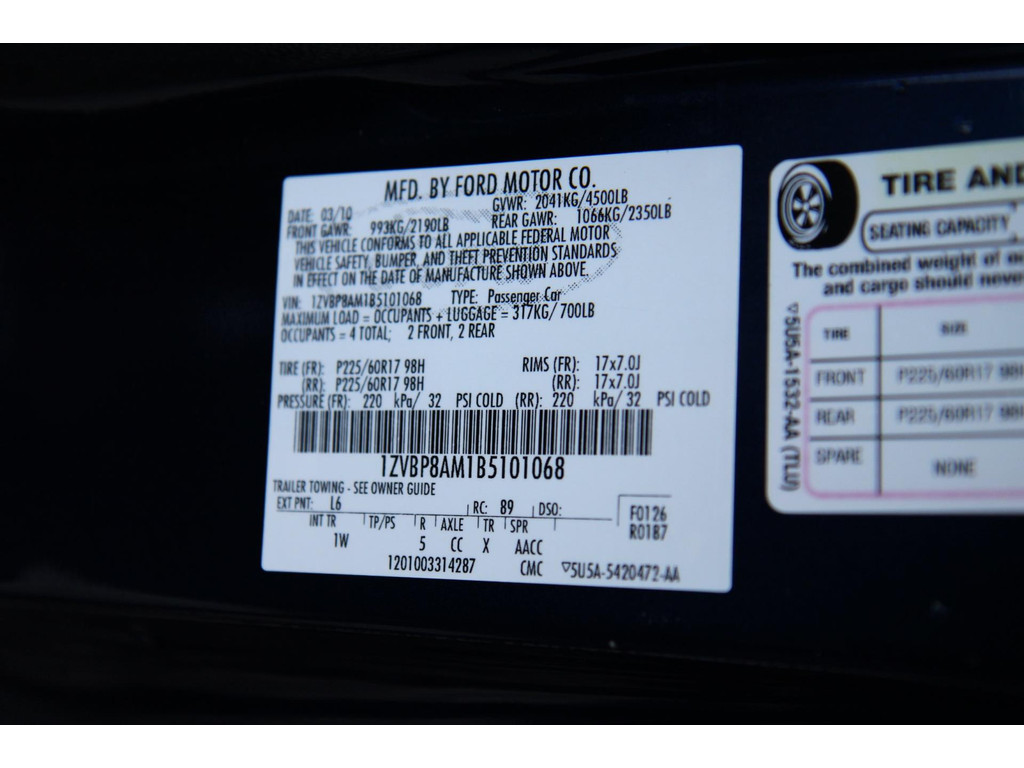 MFD. BY FORD MOTOR CO.
DATE: 03/10 GVWR: 2041KG/4500LB
FRONT GAWR: 993KG/2190LB REAR GAWR: 1066KG/2350LB
THIS VEHICLE CONFORMS TO ALL APPLICABLE FEDERAL MOTOR
VEHICLE SAFETY, BUMPER, AND THEFT PREVENTION STANDARDS
IN EFFECT ON THE DATE OF MANUFACTURE SHOWN ABOVE.
VIN: 1ZVBP8AM1B5101068 TYPE: Passenger Car
MAXIMUM LOAD = OCCUPANTS + LUGGAGE = 317KG/ 700LB
OCCUPANTS = 4 TOTAL; 2 FRONT, 2 REAR
TIRE (FR): P225/60R17 98H RIMS (FR): 17x7.0J
(RR): P225/60R17 98H (RR): 17x7.0J
PRESSURE (FR): 220 kPa/ 32 PSI COLD (RR): 220 kPa/ 32 PSI COLD
1ZVBP8AM1B5101068
TRAILER TOWING - SEE OWNER GUIDE
EXT PNT: L6 RC: 89 DSO:
F0126
R0187
INT TR TP/PS R AXLE TR SPR
1W 5 CC X AACC
1201003314287 CMC ▽5U5A-5420472-AA
TIRE AND
SEATING CAPACITY
The combined weight of
and cargo should neve
▽5U5A-1532-AA (TLU)
TIRE SIZE
FRONT P225/60R17 98H
REAR P225/60R17 98H
SPARE NONE